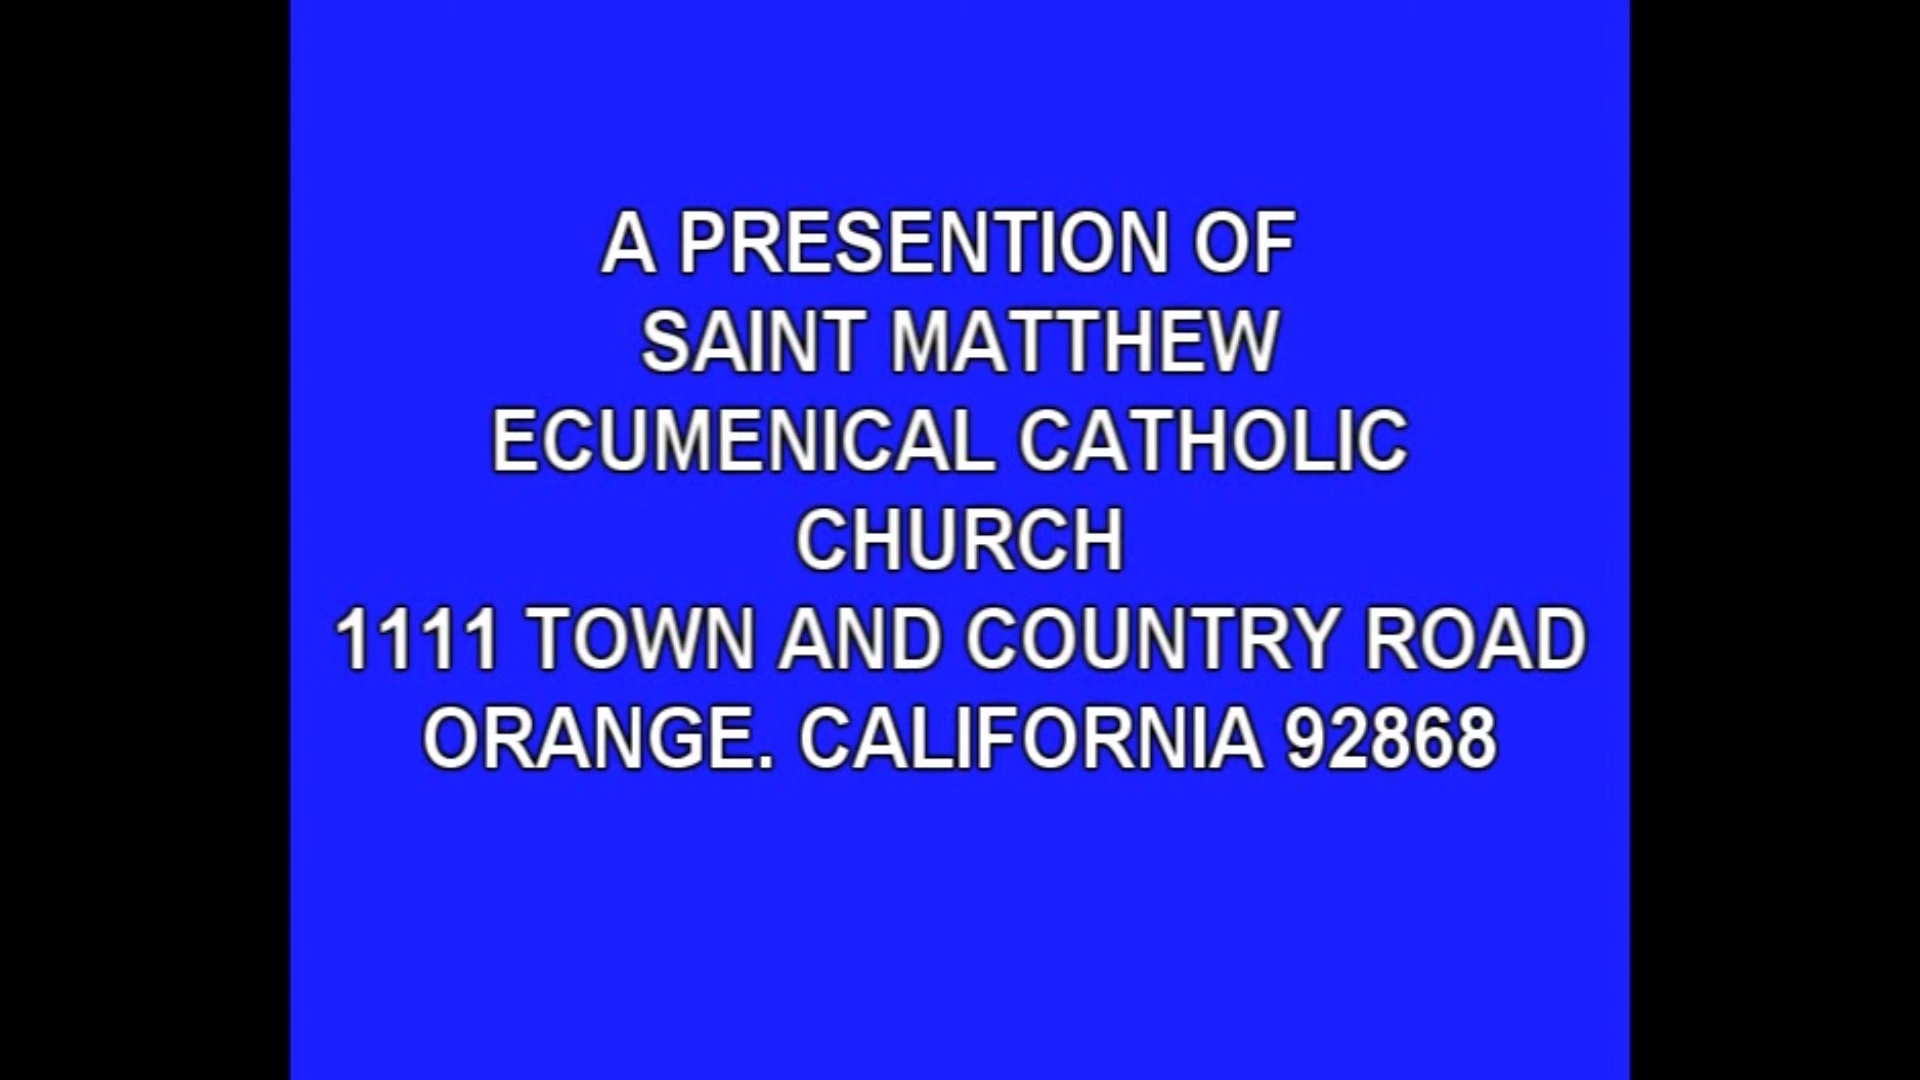 A PRESENTION OF
SAINT MATTHEW
ECUMENICAL CATHOLIC
CHURCH
1111 TOWN AND COUNTRY ROAD
ORANGE. CALIFORNIA 92868